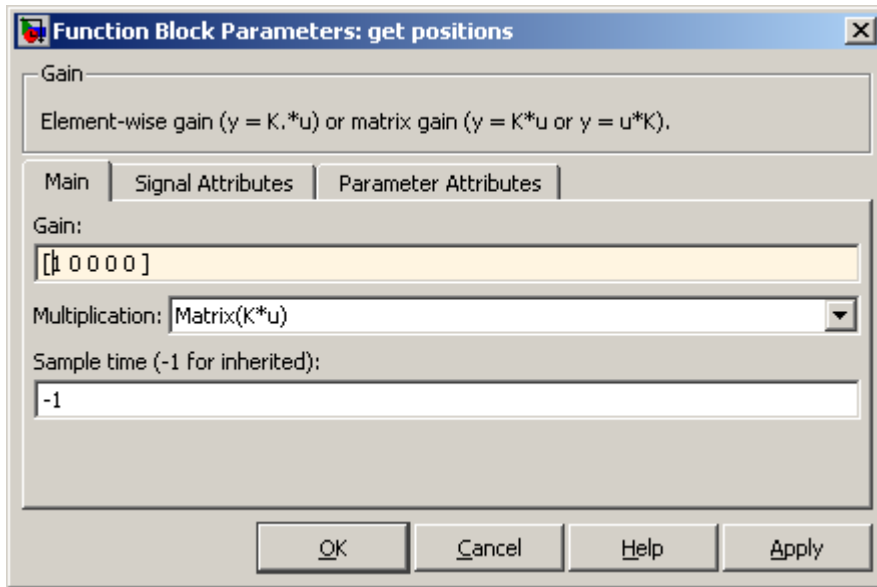 Function Block Parameters: get positions
Gain
Element-wise gain (y = K.*u) or matrix gain (y = K*u or y = u*K).
Main Signal Attributes Parameter Attributes
Gain:
[1 0 0 0 0 ]
Multiplication: Matrix(K*u)
Sample time (-1 for inherited):
-1
OK Cancel Help Apply